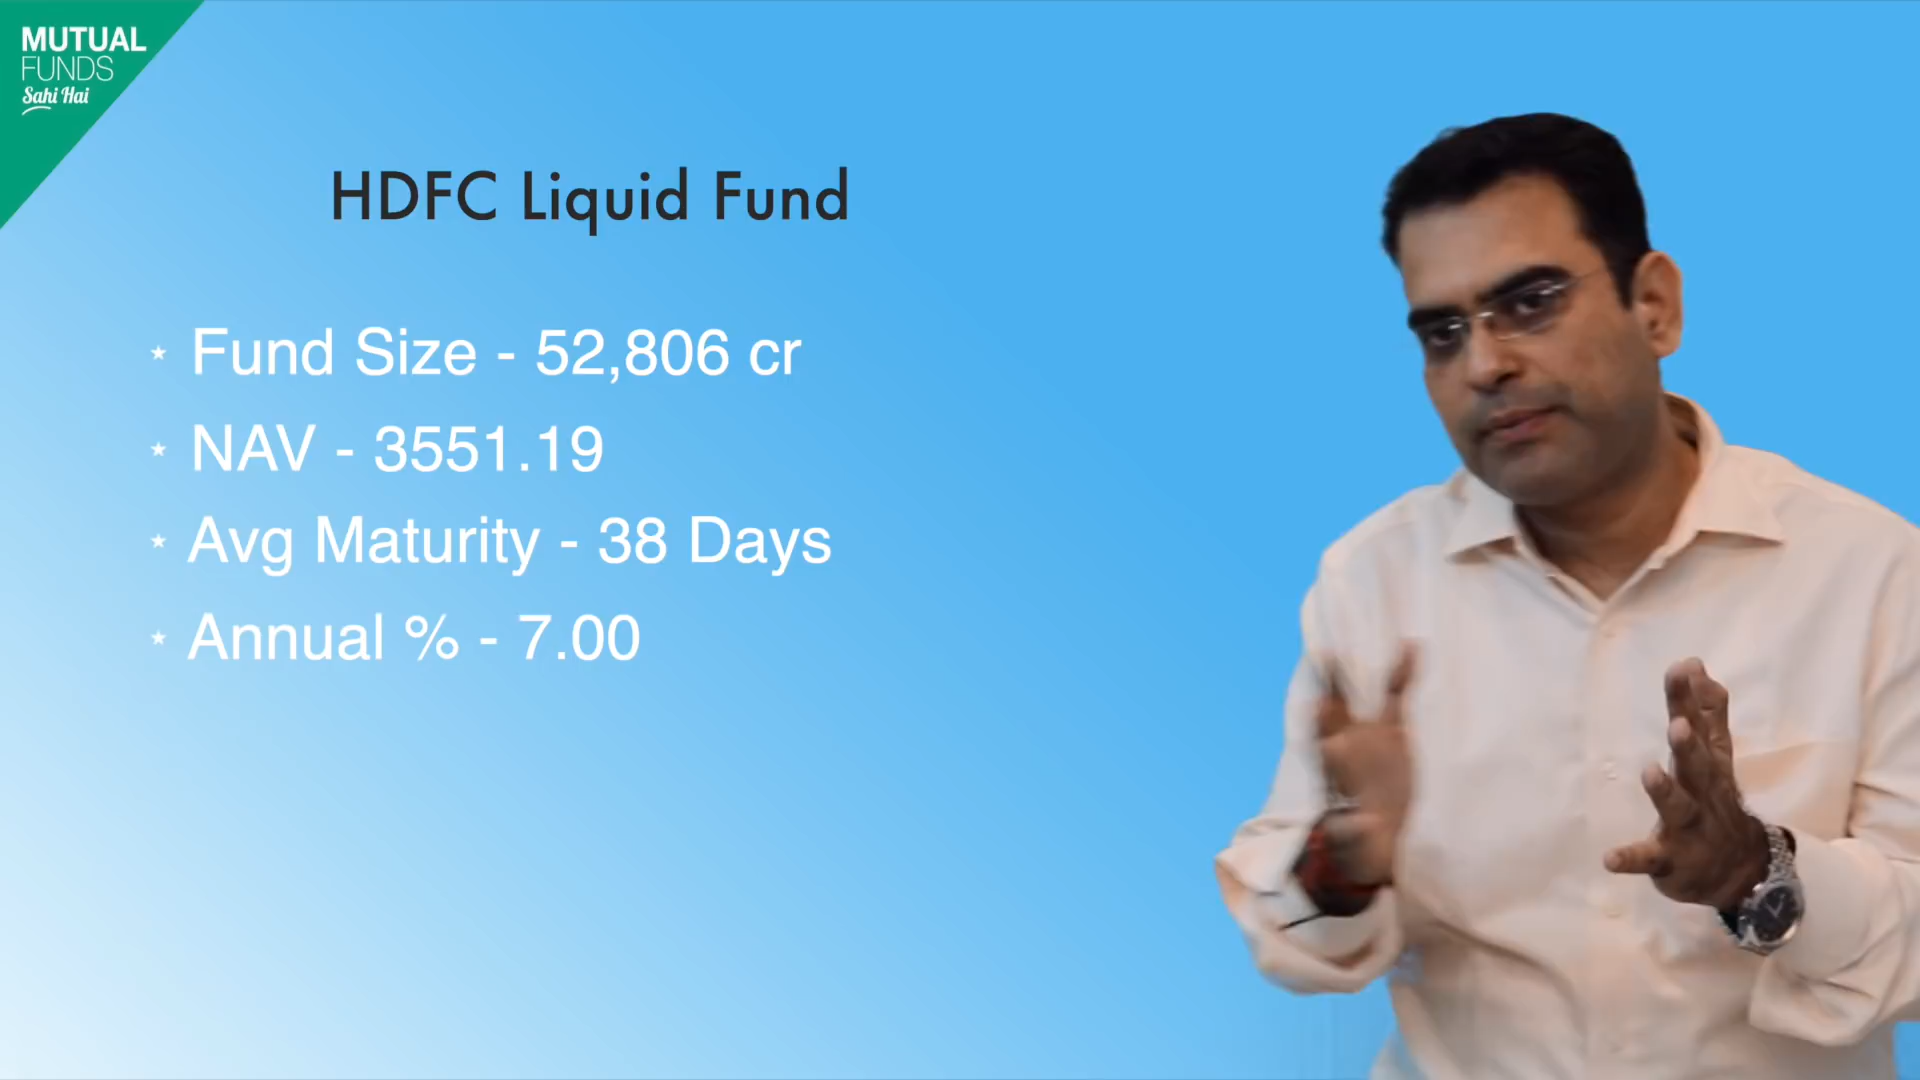 MUTUAL
FUNDS
Sahi Hai
HDFC Liquid Fund
* Fund Size - 52,806 cr
* NAV - 3551.19
* Avg Maturity - 38 Days
* Annual % - 7.00